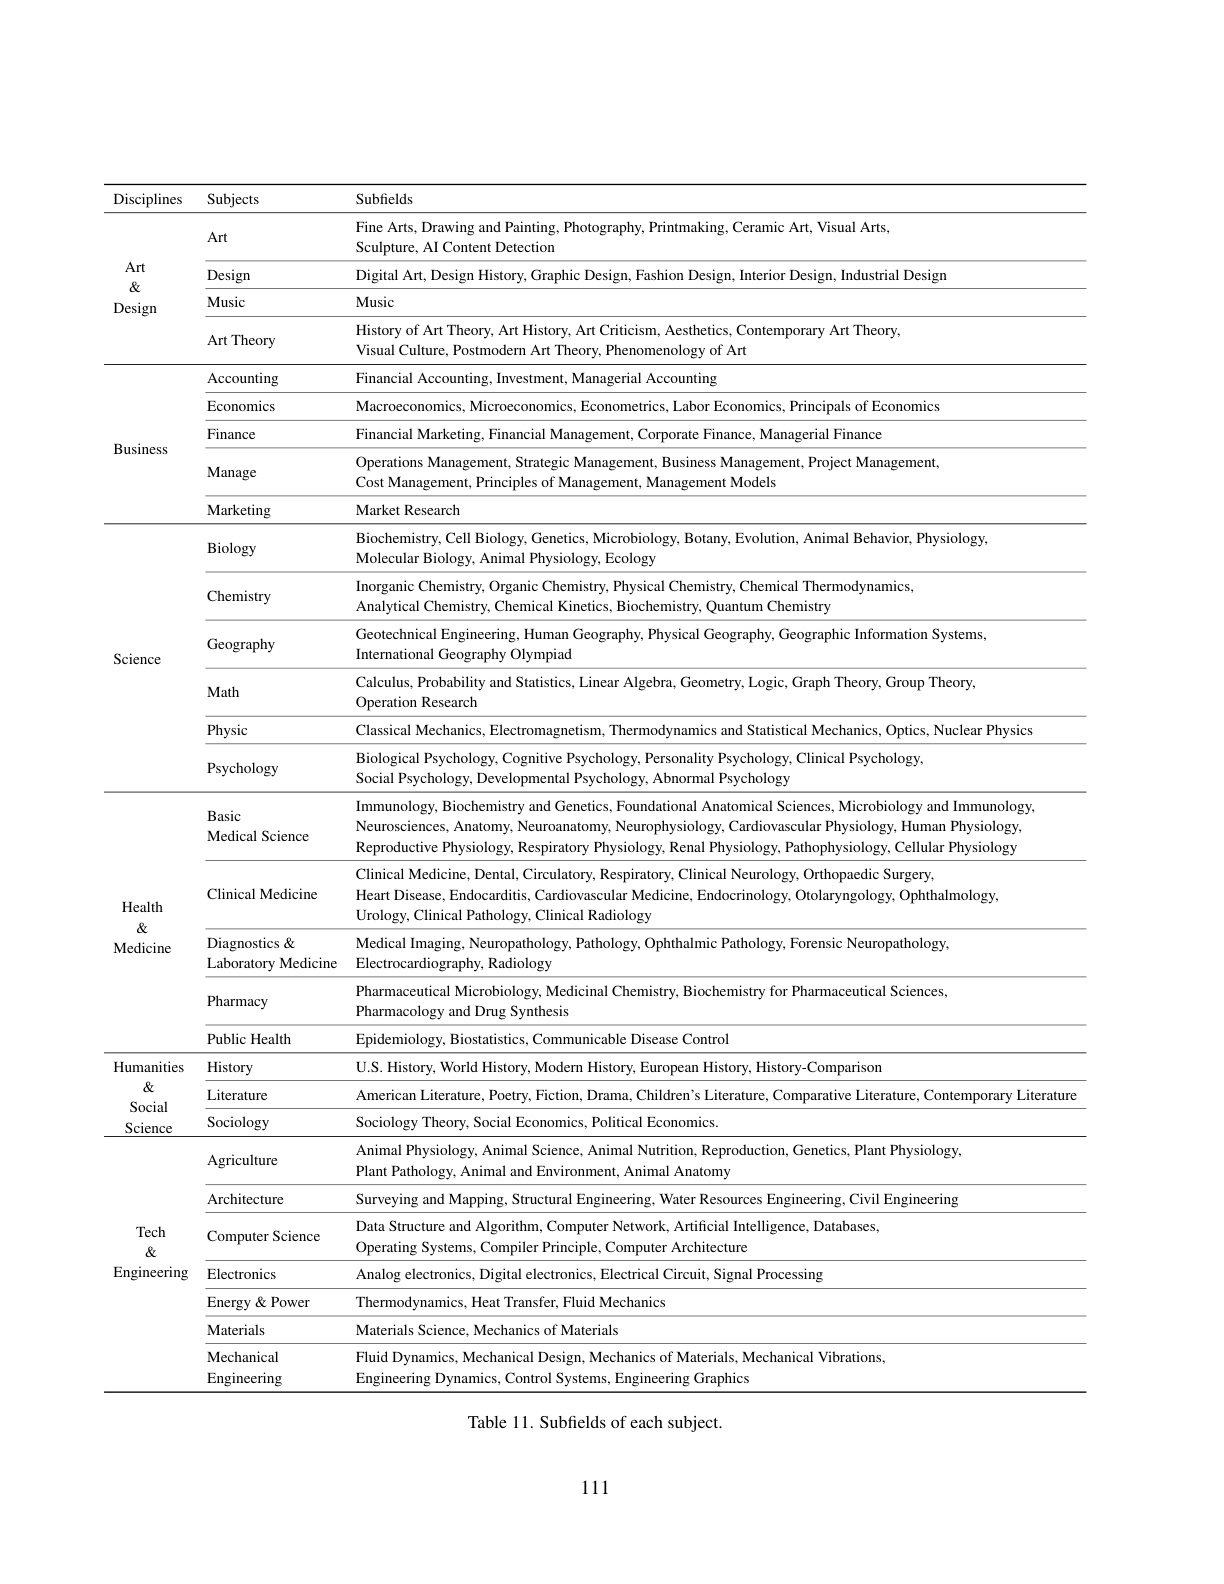 Disciplines Subjects Subfields
Art
&
Design
Art
Fine Arts, Drawing and Painting, Photography, Printmaking, Ceramic Art, Visual Arts,
Sculpture, AI Content Detection
Design Digital Art, Design History, Graphic Design, Fashion Design, Interior Design, Industrial Design
Music Music
Art Theory
History of Art Theory, Art History, Art Criticism, Aesthetics, Contemporary Art Theory,
Visual Culture, Postmodern Art Theory, Phenomenology of Art
Business
Accounting Financial Accounting, Investment, Managerial Accounting
Economics Macroeconomics, Microeconomics, Econometrics, Labor Economics, Principals of Economics
Finance Financial Marketing, Financial Management, Corporate Finance, Managerial Finance
Manage
Operations Management, Strategic Management, Business Management, Project Management,
Cost Management, Principles of Management, Management Models
Marketing Market Research
Science
Biology
Biochemistry, Cell Biology, Genetics, Microbiology, Botany, Evolution, Animal Behavior, Physiology,
Molecular Biology, Animal Physiology, Ecology
Chemistry
Inorganic Chemistry, Organic Chemistry, Physical Chemistry, Chemical Thermodynamics,
Analytical Chemistry, Chemical Kinetics, Biochemistry, Quantum Chemistry
Geography
Geotechnical Engineering, Human Geography, Physical Geography, Geographic Information Systems,
International Geography Olympiad
Math
Calculus, Probability and Statistics, Linear Algebra, Geometry, Logic, Graph Theory, Group Theory,
Operation Research
Physic Classical Mechanics, Electromagnetism, Thermodynamics and Statistical Mechanics, Optics, Nuclear Physics
Psychology
Biological Psychology, Cognitive Psychology, Personality Psychology, Clinical Psychology,
Social Psychology, Developmental Psychology, Abnormal Psychology
Health
&
Medicine
Basic
Medical Science
Immunology, Biochemistry and Genetics, Foundational Anatomical Sciences, Microbiology and Immunology,
Neurosciences, Anatomy, Neuroanatomy, Neurophysiology, Cardiovascular Physiology, Human Physiology,
Reproductive Physiology, Respiratory Physiology, Renal Physiology, Pathophysiology, Cellular Physiology
Clinical Medicine
Clinical Medicine, Dental, Circulatory, Respiratory, Clinical Neurology, Orthopaedic Surgery,
Heart Disease, Endocarditis, Cardiovascular Medicine, Endocrinology, Otolaryngology, Ophthalmology,
Urology, Clinical Pathology, Clinical Radiology
Diagnostics &
Laboratory Medicine
Medical Imaging, Neuropathology, Pathology, Ophthalmic Pathology, Forensic Neuropathology,
Electrocardiography, Radiology
Pharmacy
Pharmaceutical Microbiology, Medicinal Chemistry, Biochemistry for Pharmaceutical Sciences,
Pharmacology and Drug Synthesis
Public Health Epidemiology, Biostatistics, Communicable Disease Control
Humanities
&
Social
Science
History U.S. History, World History, Modern History, European History, History-Comparison
Literature American Literature, Poetry, Fiction, Drama, Children's Literature, Comparative Literature, Contemporary Literature
Sociology Sociology Theory, Social Economics, Political Economics.
Tech
&
Engineering
Agriculture
Animal Physiology, Animal Science, Animal Nutrition, Reproduction, Genetics, Plant Physiology,
Plant Pathology, Animal and Environment, Animal Anatomy
Architecture Surveying and Mapping, Structural Engineering, Water Resources Engineering, Civil Engineering
Computer Science
Data Structure and Algorithm, Computer Network, Artificial Intelligence, Databases,
Operating Systems, Compiler Principle, Computer Architecture
Electronics Analog electronics, Digital electronics, Electrical Circuit, Signal Processing
Energy & Power Thermodynamics, Heat Transfer, Fluid Mechanics
Materials Materials Science, Mechanics of Materials
Mechanical
Engineering
Fluid Dynamics, Mechanical Design, Mechanics of Materials, Mechanical Vibrations,
Engineering Dynamics, Control Systems, Engineering Graphics
Table 11. Subfields of each subject.
111